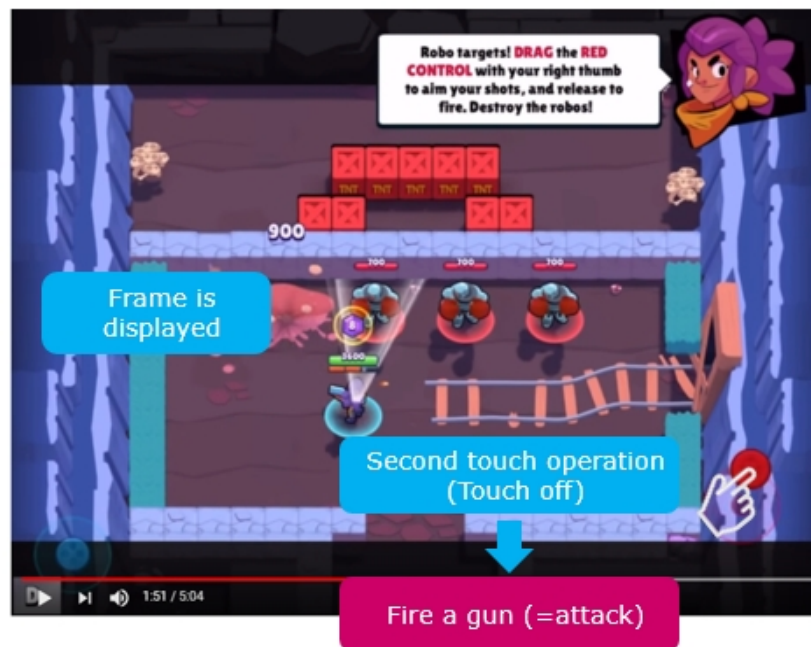 Robo targets! DRAG the RED
CONTROL with your right thumb
to aim your shots, and release to
fire. Destroy the robos!
TNT TNT TNT TNT TNT
900
700 700 700
Frame is
displayed
3600
Second touch operation
(Touch off)
Fire a gun (=attack)
1:51 / 5:04